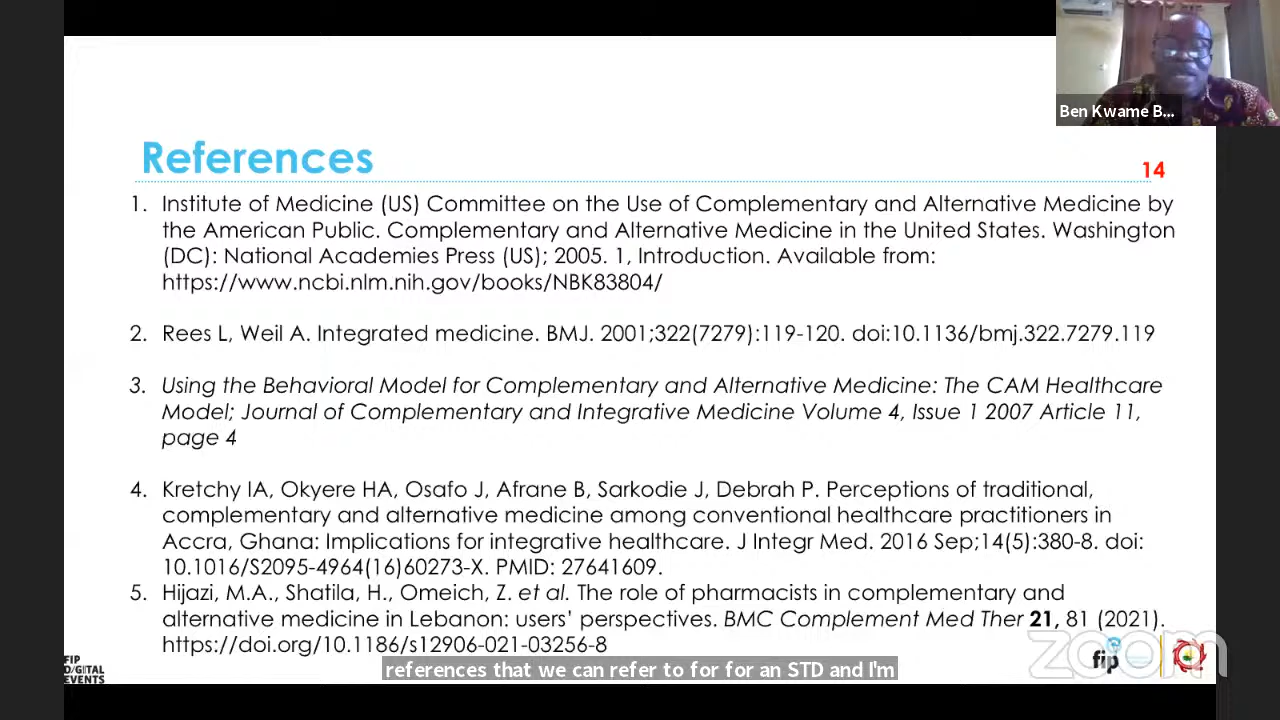 Ben Kwame B...
References
14
1. Institute of Medicine (US) Committee on the Use of Complementary and Alternative Medicine by
the American Public. Complementary and Alternative Medicine in the United States. Washington
(DC): National Academies Press (US); 2005. 1, Introduction. Available from:
https://www.ncbi.nlm.nih.gov/books/NBK83804/
2. Rees L, Weil A. Integrated medicine. BMJ. 2001;322(7279):119-120. doi:10.1136/bmj.322.7279.119
3. Using the Behavioral Model for Complementary and Alternative Medicine: The CAM Healthcare
Model; Journal of Complementary and Integrative Medicine Volume 4, Issue 1 2007 Article 11,
page 4
4. Kretchy IA, Okyere HA, Osafo J, Afrane B, Sarkodie J, Debrah P. Perceptions of traditional,
complementary and alternative medicine among conventional healthcare practitioners in
Accra, Ghana: Implications for integrative healthcare. J Integr Med. 2016 Sep;14(5):380-8. doi:
10.1016/S2095-4964(16)60273-X. PMID: 27641609.
5. Hijazi, M.A., Shatila, H., Omeich, Z. et al. The role of pharmacists in complementary and
alternative medicine in Lebanon: users' perspectives. BMC Complement Med Ther 21, 81 (2021).
https://doi.org/10.1186/s12906-021-03256-8
FIP
D/G/TAL
EVENTS
fip
zoom
references that we can refer to for for an STD and I'm